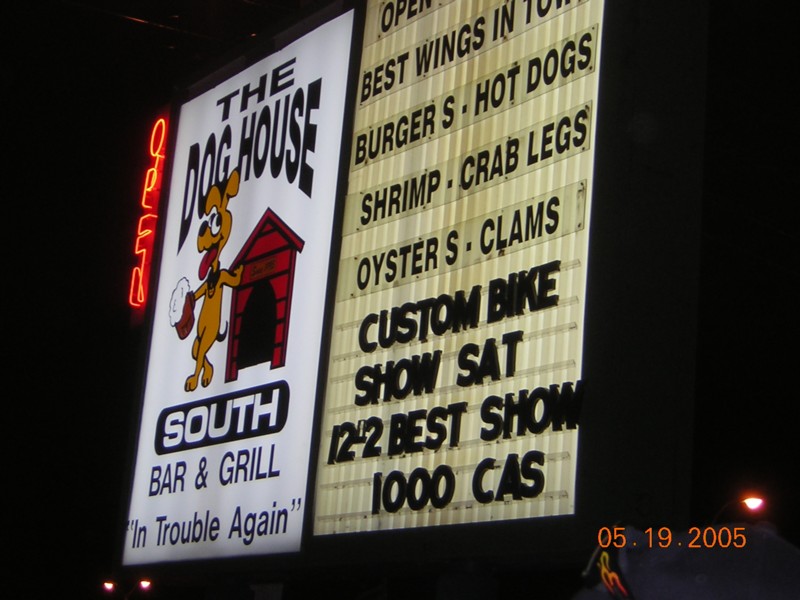 OPEN
THE
DOG HOUSE
SOUTH
BAR & GRILL
"In Trouble Again"
OPEN
BEST WINGS IN TOWN
BURGER S - HOT DOGS
SHRIMP - CRAB LEGS
OYSTER S - CLAMS
CUSTOM BIKE
SHOW SAT
12-2 BEST SHOW
1000 CAS
05.19.2005